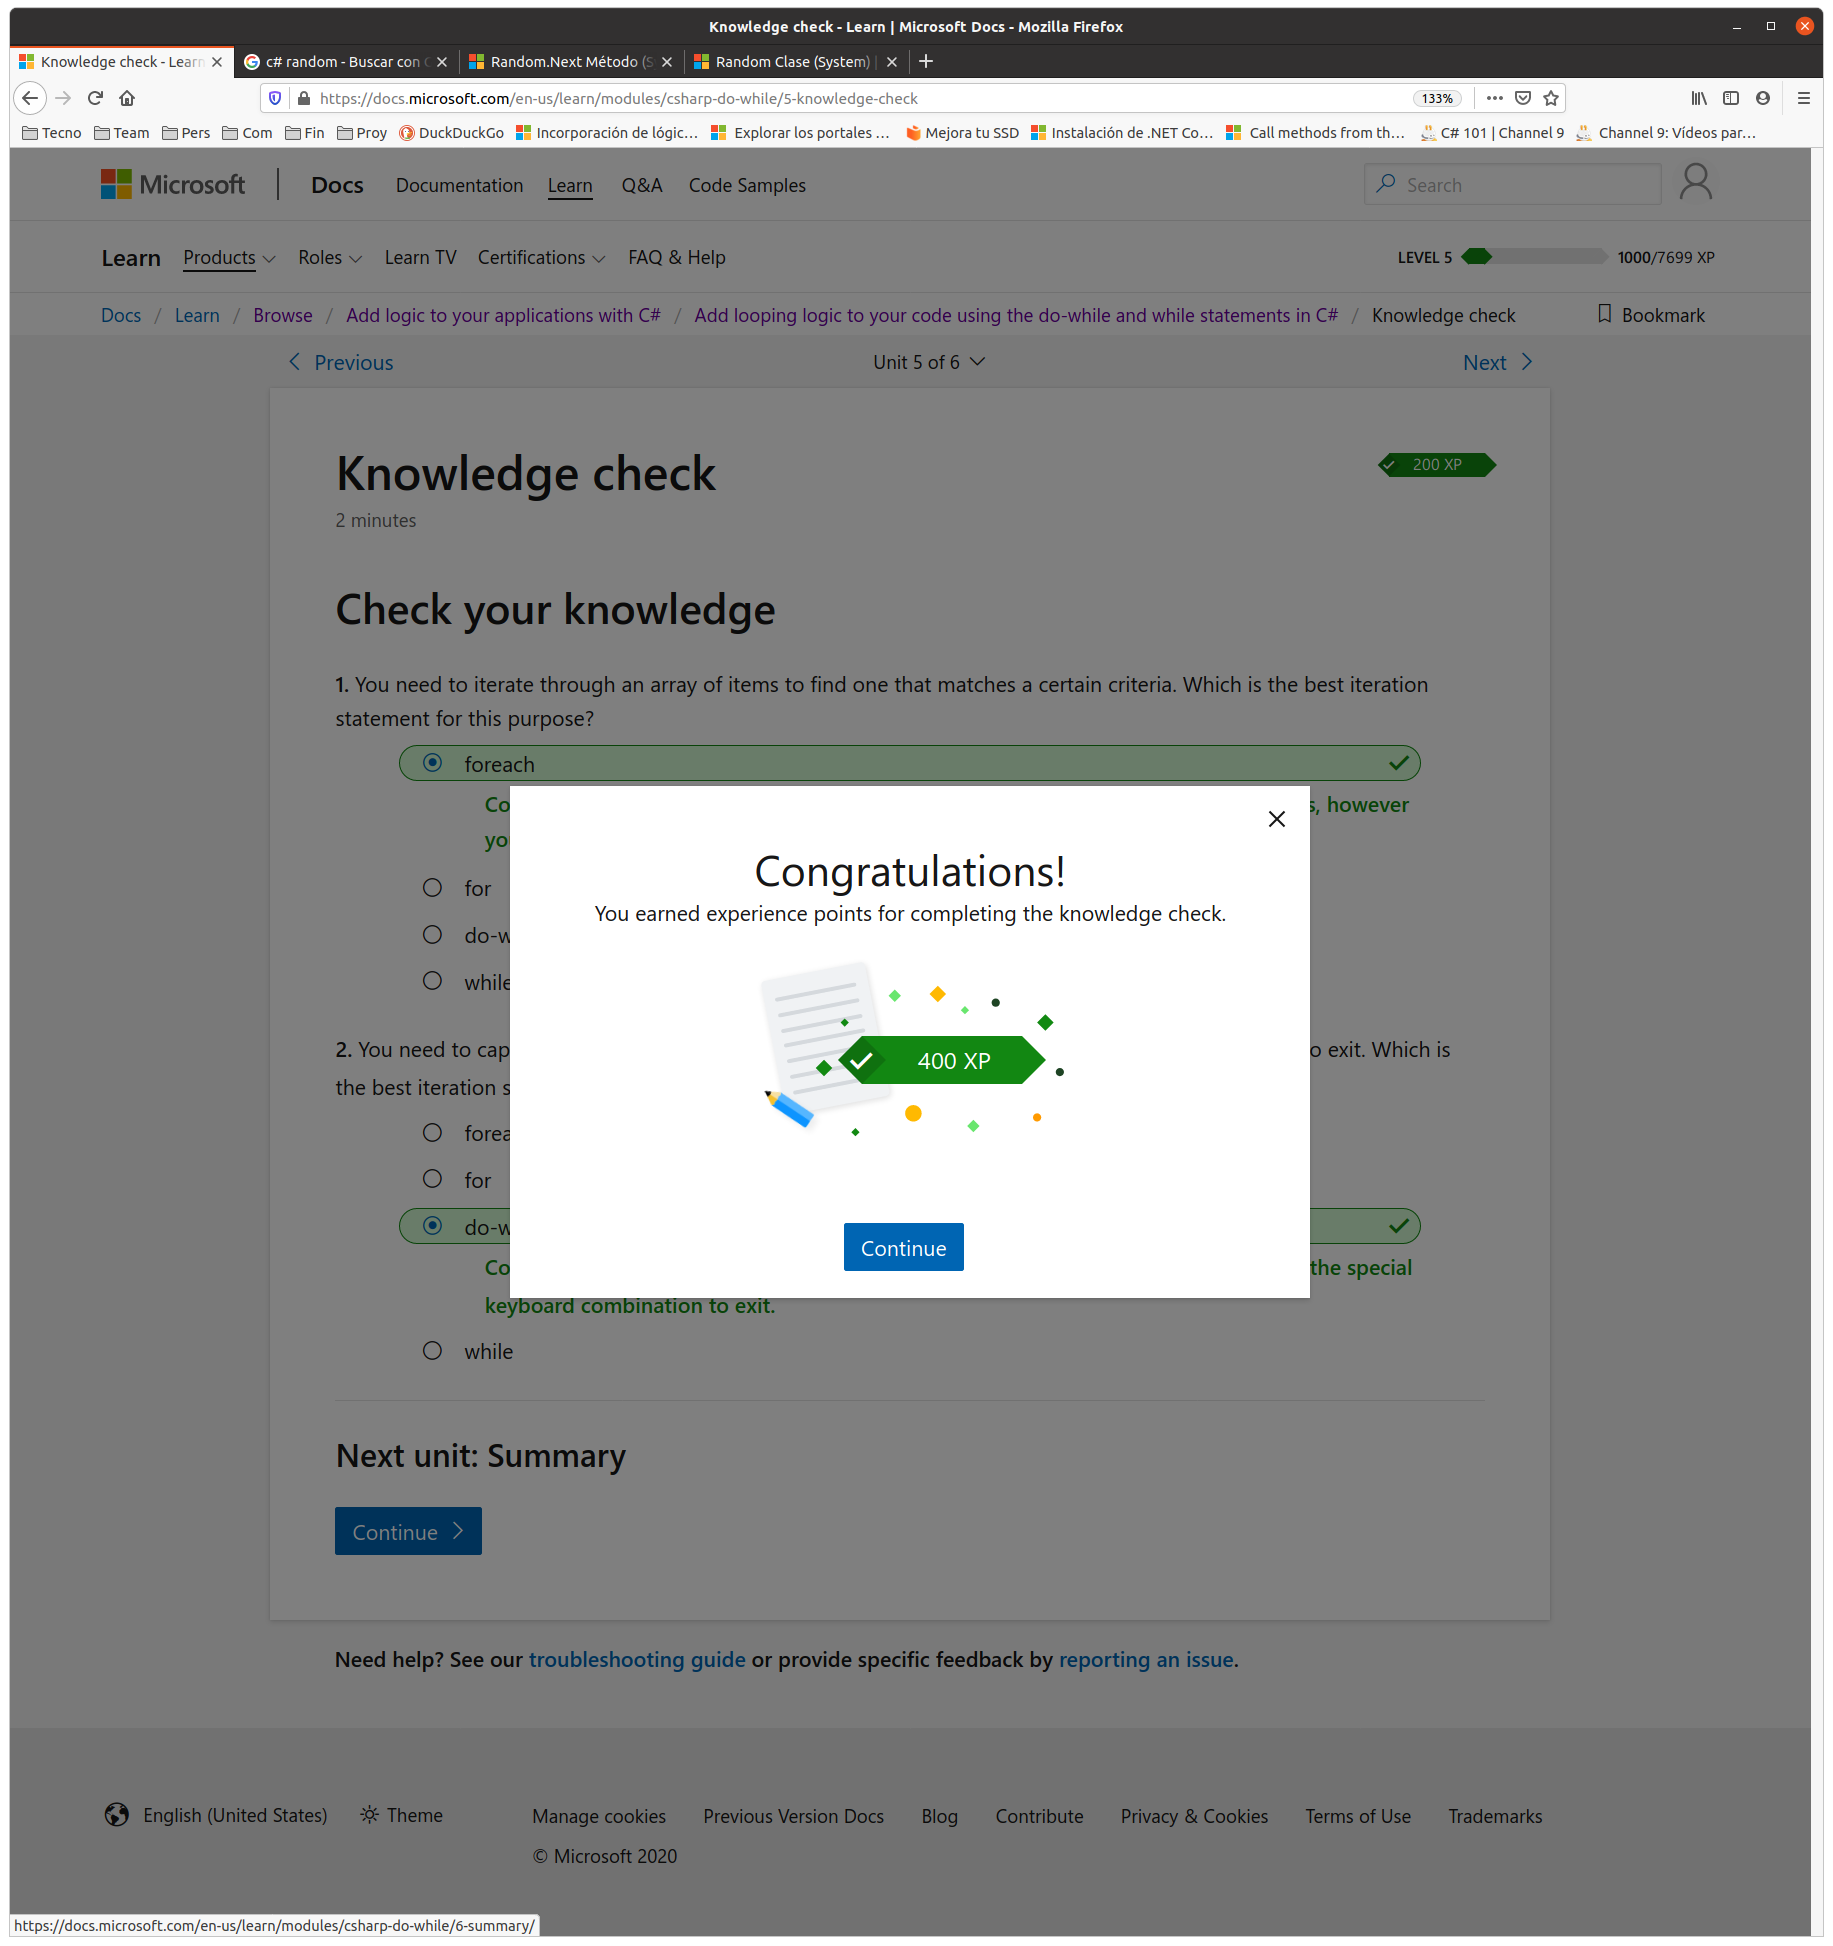 Knowledge check - Learn | Microsoft Docs - Mozilla Firefox
Knowledge check - Learn
c# random - Buscar con
Random.Next Método
Random Clase (System)
https://docs.microsoft.com/en-us/learn/modules/csharp-do-while/5-knowledge-check
133%
Tecno Team Pers Com Fin Proy DuckDuckGo Incorporación de lógic… Explorar los portales … Mejora tu SSD Instalación de .NET Co… Call methods from th… C# 101 | Channel 9 Channel 9: Vídeos par…
Microsoft Docs Documentation Learn Q&A Code Samples Search
Learn Products Roles Learn TV Certifications FAQ & Help LEVEL 5 1000/7699 XP
Docs / Learn / Browse / Add logic to your applications with C# / Add looping logic to your code using the do-while and while statements in C# / Knowledge check Bookmark
Previous Unit 5 of 6 Next
Knowledge check
200 XP
2 minutes
Check your knowledge
1. You need to iterate through an array of items to find one that matches a certain criteria. Which is the best iteration
statement for this purpose?
foreach
Co s, however
yo
for
do-w
while
2. You need to cap o exit. Which is
the best iteration s
forea
for
do-w
Co the special
keyboard combination to exit.
while
Congratulations!
You earned experience points for completing the knowledge check.
400 XP
Continue
Next unit: Summary
Continue
Need help? See our troubleshooting guide or provide specific feedback by reporting an issue.
English (United States) Theme Manage cookies Previous Version Docs Blog Contribute Privacy & Cookies Terms of Use Trademarks
© Microsoft 2020
https://docs.microsoft.com/en-us/learn/modules/csharp-do-while/6-summary/